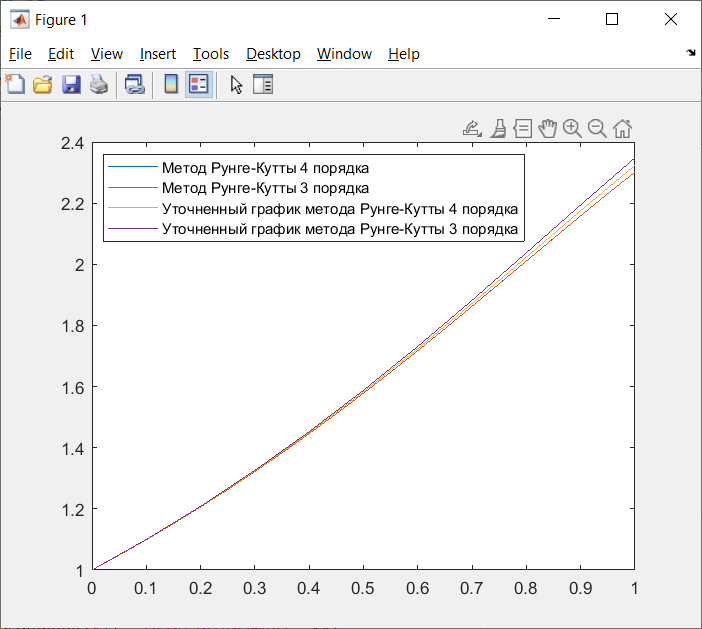 Figure 1
File Edit View Insert Tools Desktop Window Help
2.4
2.2
2
1.8
1.6
1.4
1.2
1
Метод Рунге-Кутты 4 порядка
Метод Рунге-Кутты 3 порядка
Уточненный график метода Рунге-Кутты 4 порядка
Уточненный график метода Рунге-Кутты 3 порядка
0 0.1 0.2 0.3 0.4 0.5 0.6 0.7 0.8 0.9 1